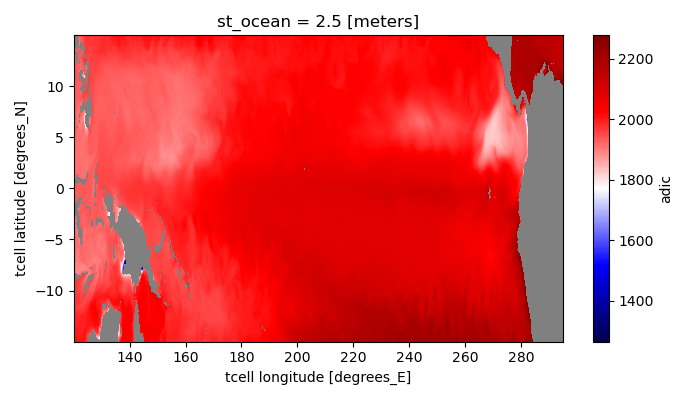 st_ocean = 2.5 [meters]
tcell latitude [degrees_N]
10
5
0
−5
−10
140 160 180 200 220 240 260 280
tcell longitude [degrees_E]
2200
2000
1800
1600
1400
adic